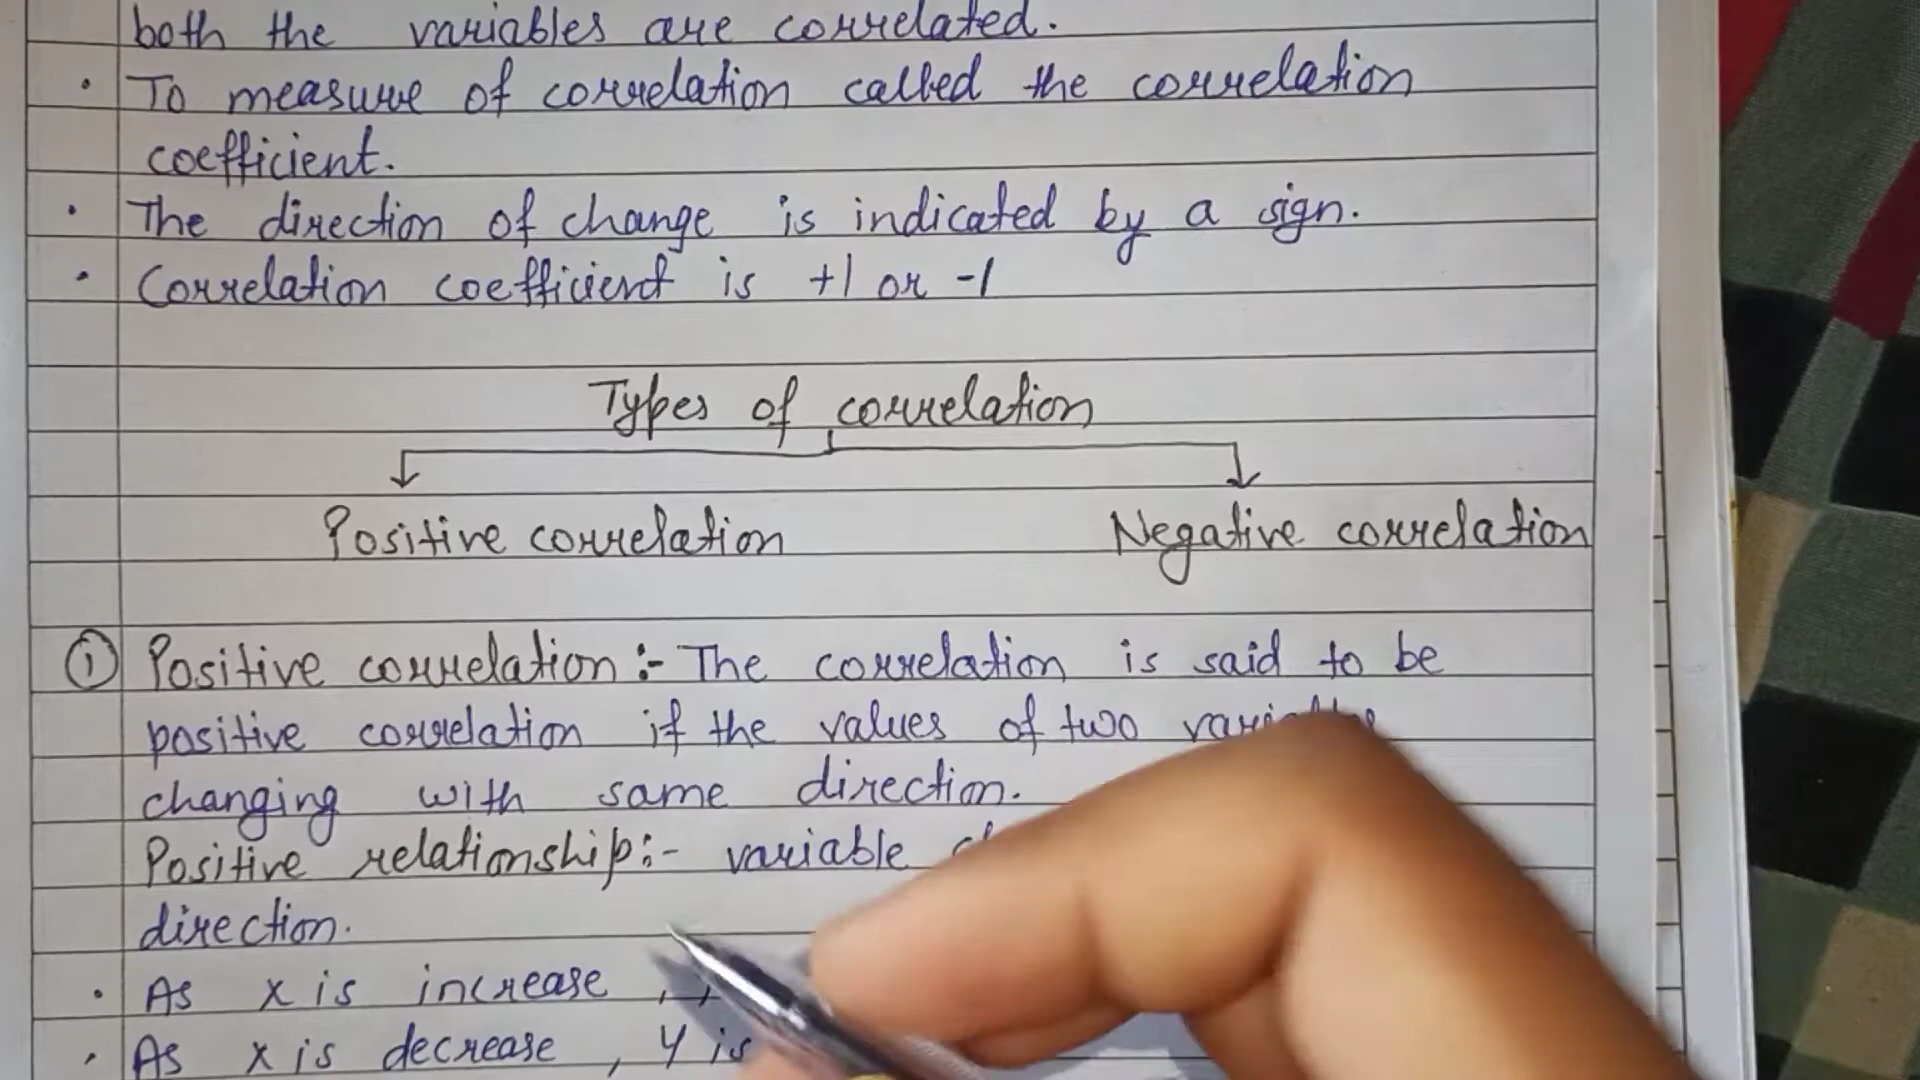 both the variables are correlated.
• To measure of correlation called the correlation
coefficient.
• The direction of change is indicated by a sign.
• Correlation coefficient is +1 or -1
Types of correlation
Positive correlation Negative correlation
① Positive correlation :- The correlation is said to be
positive correlation if the values of two variables
changing with same direction.
Positive relationship:- variable
direction.
• As x is increase ,
• As x is decrease , y is